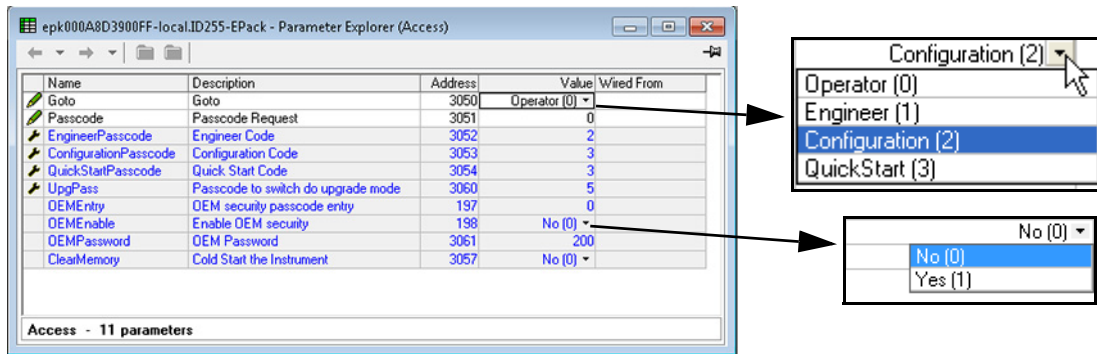 epk000A8D3900FF-local.ID255-EPack - Parameter Explorer (Access)
Name Description Address Value Wired From
Goto Goto 3050 Operator (0)
Passcode Passcode Request 3051 0
EngineerPasscode Engineer Code 3052 2
ConfigurationPasscode Configuration Code 3053 3
QuickStartPasscode Quick Start Code 3054 3
UpgPass Passcode to switch do upgrade mode 3060 5
OEMEntry OEM security passcode entry 197 0
OEMEnable Enable OEM security 198 No (0)
OEMPassword OEM Password 3061 200
ClearMemory Cold Start the Instrument 3057 No (0)
Access - 11 parameters
Configuration (2)
Operator (0)
Engineer (1)
Configuration (2)
QuickStart (3)
No (0)
No (0)
Yes (1)